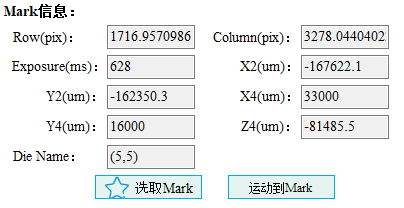 Mark信息：
Row(pix)： 1716.9570986 Column(pix)： 3278.0440402
Exposure(ms)： 628 X2(um)： -167622.1
Y2(um)： -162350.3 X4(um)： 33000
Y4(um)： 16000 Z4(um)： -81485.5
Die Name： (5,5)
选取Mark 运动到Mark